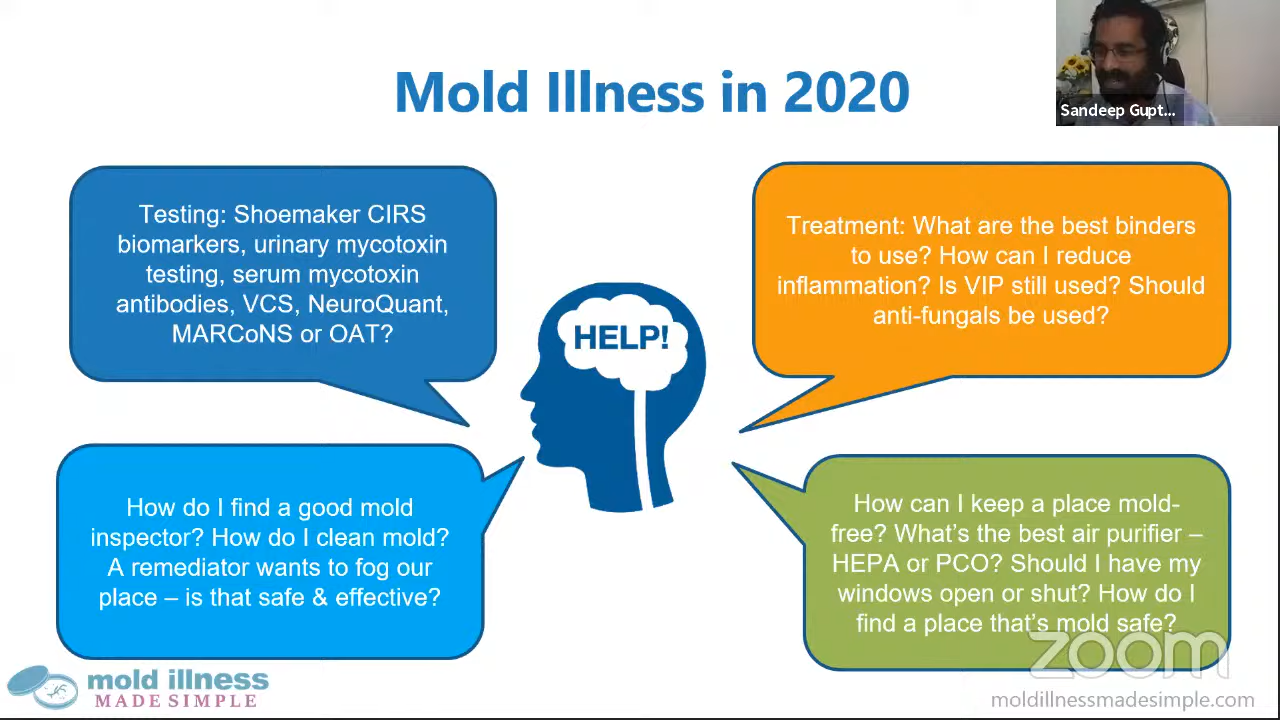 Mold Illness in 2020
Sandeep Gupt...
Testing: Shoemaker CIRS
biomarkers, urinary mycotoxin
testing, serum mycotoxin
antibodies, VCS, NeuroQuant,
MARCoNS or OAT?
Treatment: What are the best binders
to use? How can I reduce
inflammation? Is VIP still used? Should
anti-fungals be used?
HELP!
How do I find a good mold
inspector? How do I clean mold?
A remediator wants to fog our
place – is that safe & effective?
How can I keep a place mold-
free? What's the best air purifier –
HEPA or PCO? Should I have my
windows open or shut? How do I
find a place that's mold safe?
zoom
mold illness
MADE SIMPLE
moldillnessmadesimple.com